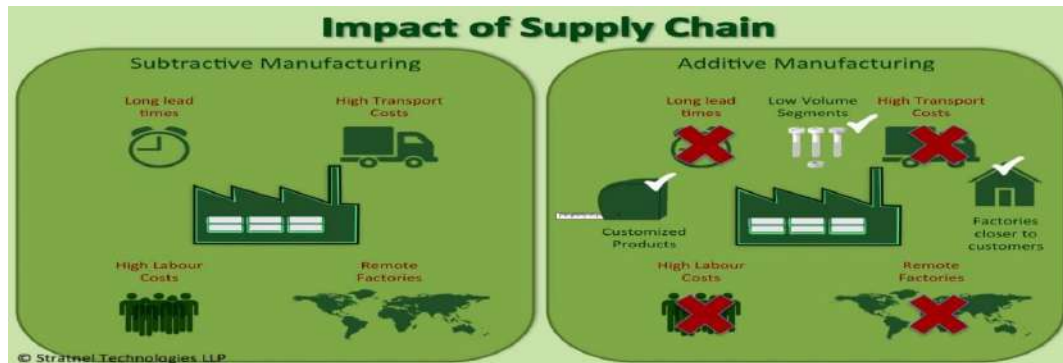 Impact of Supply Chain
Subtractive Manufacturing
Long lead
times
High Transport
Costs
High Labour
Costs
Remote
Factories
Additive Manufacturing
Long lead
times
Low Volume
Segments
High Transport
Costs
Customized
Products
Factories
closer to
customers
High Labour
Costs
Remote
Factories
© Stratnel Technologies LLP